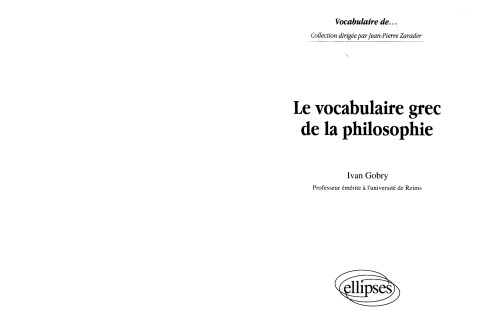 Vocabulaire de...
Collection dirigée par Jean-Pierre Zarader
Le vocabulaire grec
de la philosophie
Ivan Gobry
Professeur émérite à l'université de Reims
ellipses